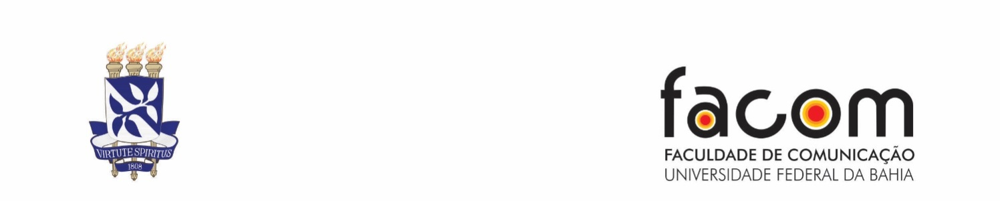 VIRTUTE SPIRITUS
1808
facom
FACULDADE DE COMUNICAÇÃO
UNIVERSIDADE FEDERAL DA BAHIA